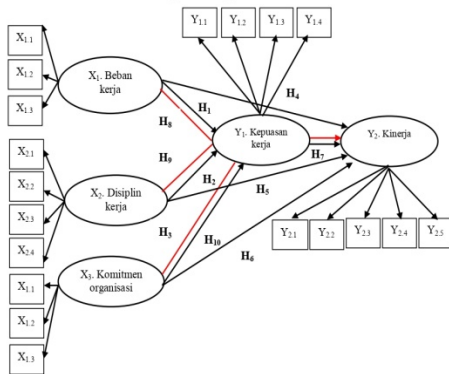 X1.1
X1.2
X1.3
X1. Beban
kerja
X2.1
X2.2
X2.3
X2.4
X2. Disiplin
kerja
X1.1
X1.2
X1.3
X3. Komitmen
organisasi
Y1.1
Y1.2
Y1.3
Y1.4
Y1. Kepuasan
kerja
Y2. Kinerja
Y2.1
Y2.2
Y2.3
Y2.4
Y2.5
H1
H8
H9
H2
H3
H10
H4
H7
H5
H6